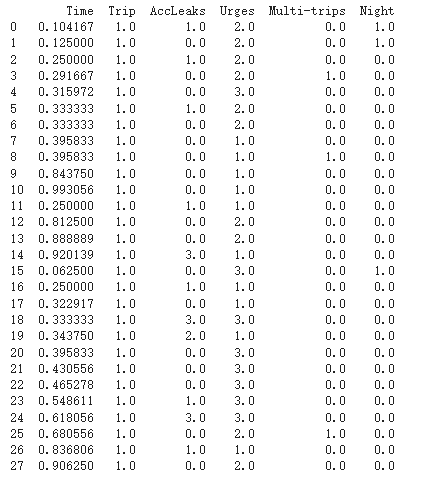 Time Trip AccLeaks Urges Multi-trips Night
0 0.104167 1.0 1.0 2.0 0.0 1.0
1 0.125000 1.0 0.0 2.0 0.0 1.0
2 0.250000 1.0 1.0 2.0 0.0 0.0
3 0.291667 1.0 0.0 2.0 1.0 0.0
4 0.315972 1.0 0.0 3.0 0.0 0.0
5 0.333333 1.0 1.0 2.0 0.0 0.0
6 0.333333 1.0 0.0 2.0 0.0 0.0
7 0.395833 1.0 0.0 1.0 0.0 0.0
8 0.395833 1.0 0.0 1.0 1.0 0.0
9 0.843750 1.0 0.0 1.0 0.0 0.0
10 0.993056 1.0 0.0 1.0 0.0 0.0
11 0.250000 1.0 1.0 1.0 0.0 0.0
12 0.812500 1.0 0.0 2.0 0.0 0.0
13 0.888889 1.0 0.0 2.0 0.0 0.0
14 0.920139 1.0 3.0 1.0 0.0 0.0
15 0.062500 1.0 0.0 3.0 0.0 1.0
16 0.250000 1.0 1.0 1.0 0.0 0.0
17 0.322917 1.0 0.0 1.0 0.0 0.0
18 0.333333 1.0 3.0 3.0 0.0 0.0
19 0.343750 1.0 2.0 1.0 0.0 0.0
20 0.395833 1.0 0.0 3.0 0.0 0.0
21 0.430556 1.0 0.0 3.0 0.0 0.0
22 0.465278 1.0 0.0 3.0 0.0 0.0
23 0.548611 1.0 1.0 3.0 0.0 0.0
24 0.618056 1.0 3.0 3.0 0.0 0.0
25 0.680556 1.0 0.0 2.0 1.0 0.0
26 0.836806 1.0 1.0 1.0 0.0 0.0
27 0.906250 1.0 0.0 2.0 0.0 0.0